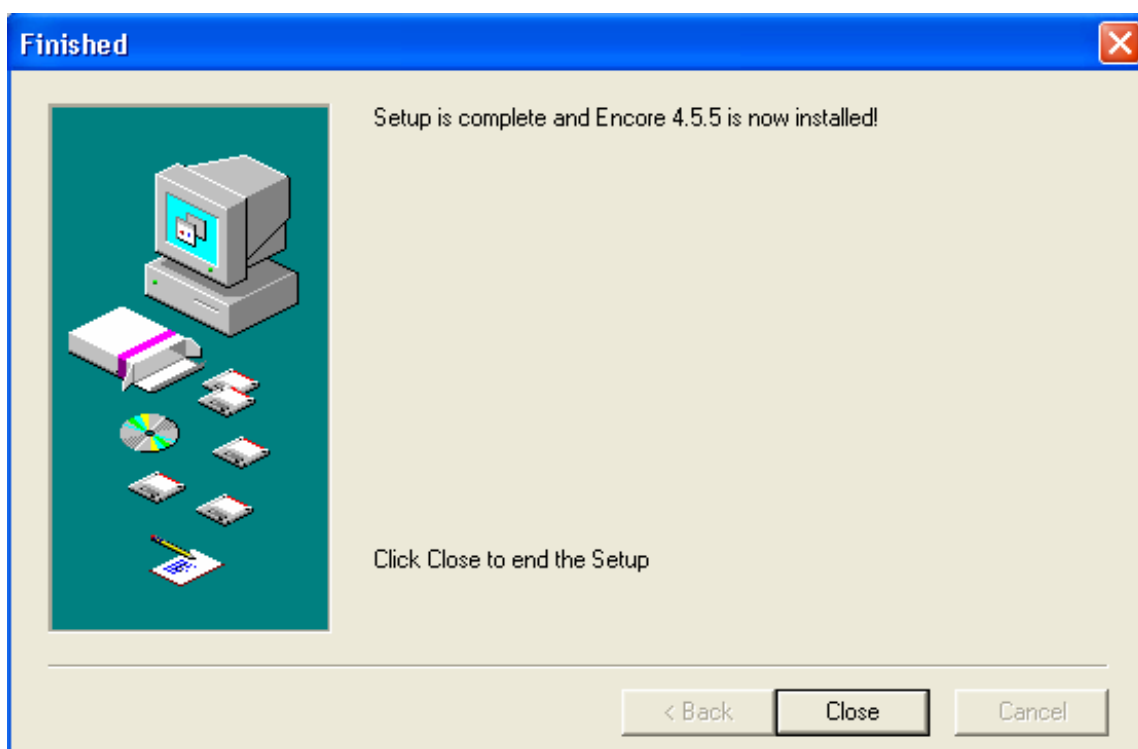 Finished
Setup is complete and Encore 4.5.5 is now installed!
Click Close to end the Setup
< Back
Close
Cancel